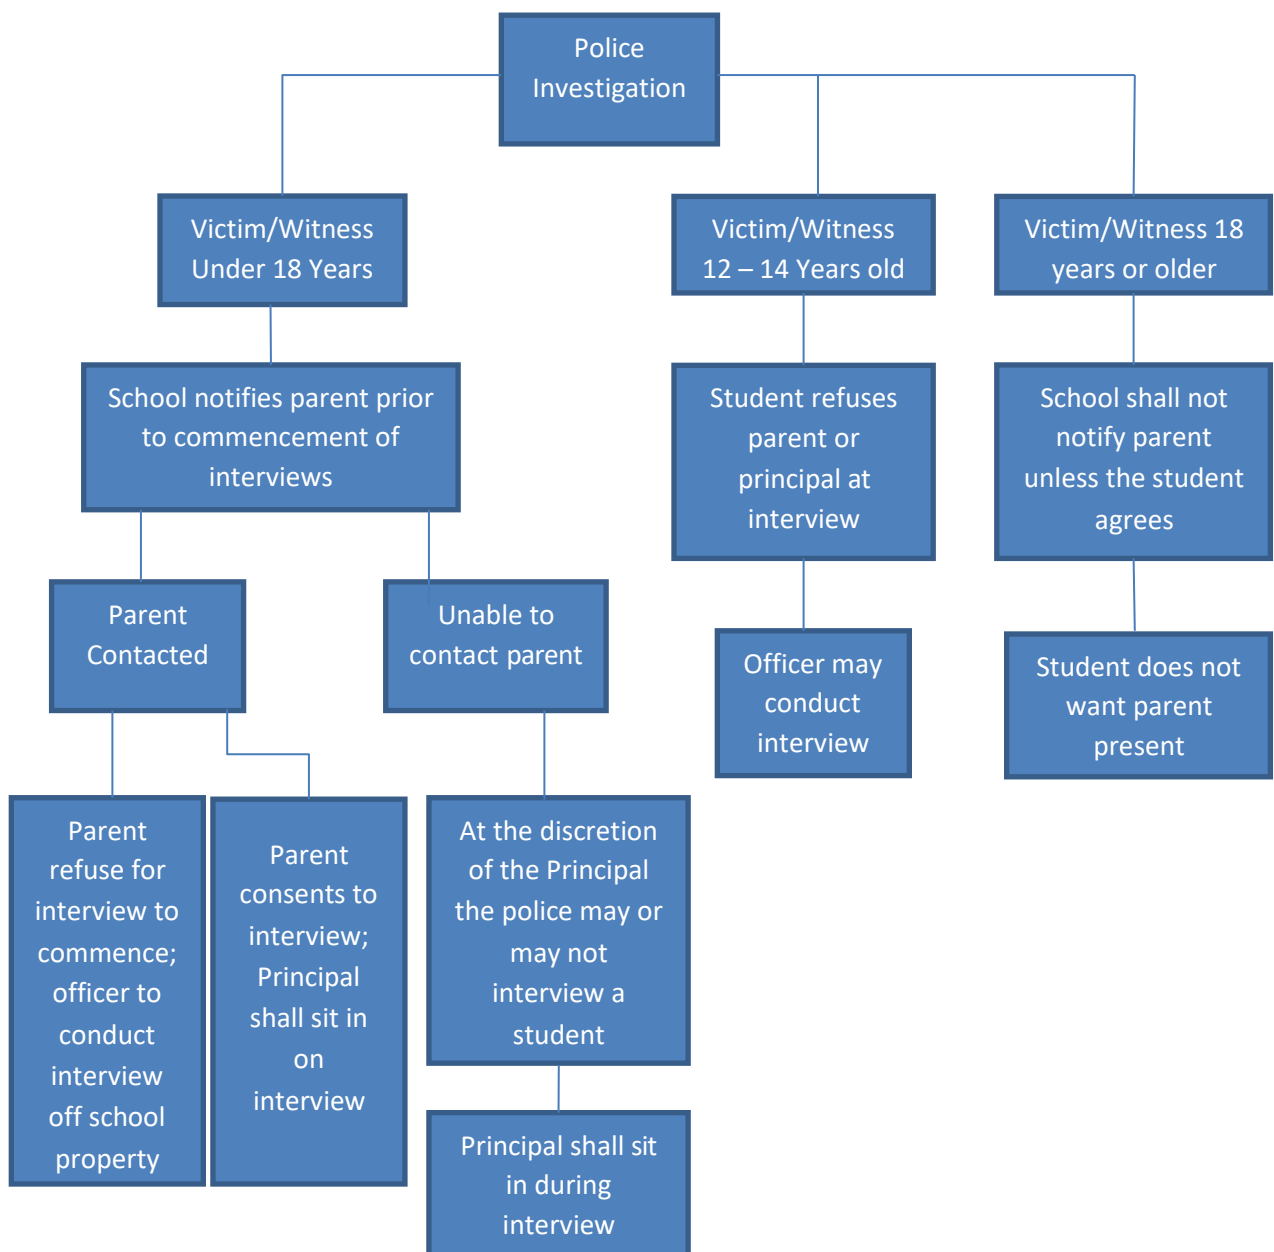 Police
Investigation
Victim/Witness
Under 18 Years
Victim/Witness
12 – 14 Years old
Victim/Witness 18
years or older
School notifies parent prior
to commencement of
interviews
Student refuses
parent or
principal at
interview
School shall not
notify parent
unless the student
agrees
Parent
Contacted
Unable to
contact parent
Officer may
conduct
interview
Student does not
want parent
present
Parent
refuse for
interview to
commence;
officer to
conduct
interview
off school
property
Parent
consents to
interview;
Principal
shall sit in
on
interview
At the discretion
of the Principal
the police may or
may not
interview a
student
Principal shall sit
in during
interview